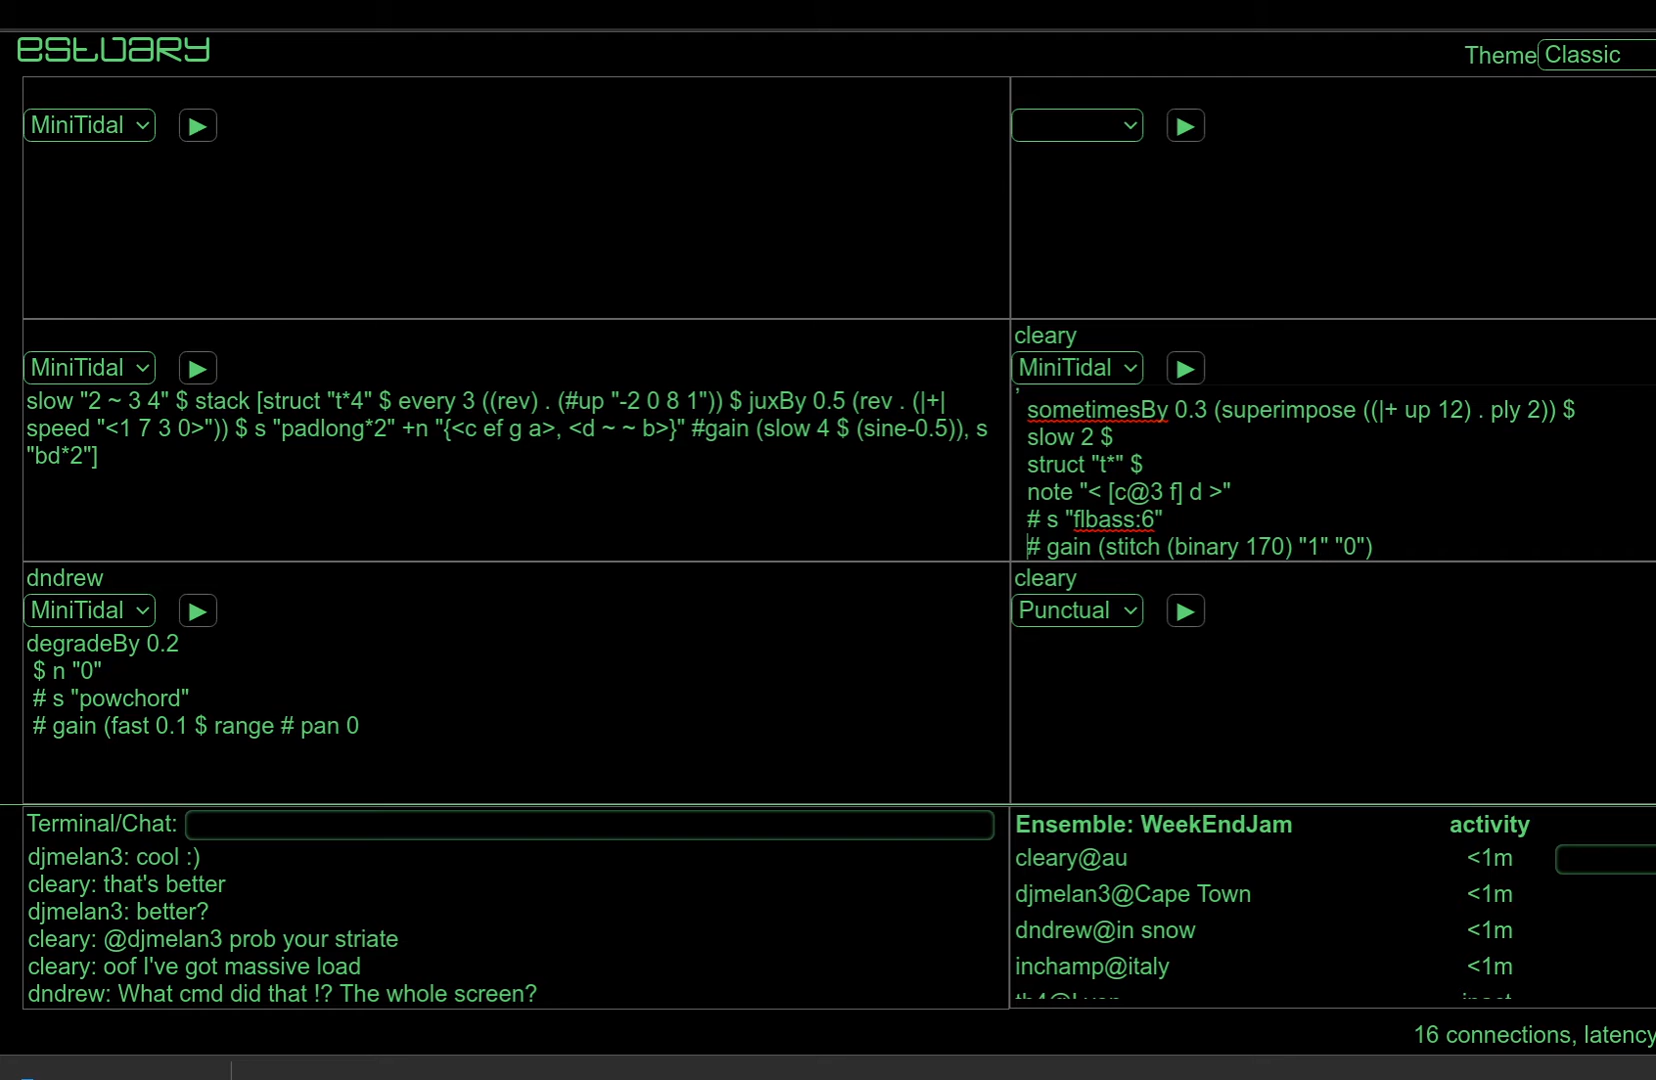 estuary
Theme Classic
MiniTidal
MiniTidal
slow "2 ~ 3 4" $ stack [struct "t*4" $ every 3 ((rev) . (#up "-2 0 8 1")) $ juxBy 0.5 (rev . (|+|
speed "<1 7 3 0>")) $ s "padlong*2" +n "{<c ef g a>, <d ~ ~ b>}" #gain (slow 4 $ (sine-0.5)), s
"bd*2"]
cleary
MiniTidal
sometimesBy 0.3 (superimpose ((|+ up 12) . ply 2)) $
slow 2 $
struct "t*" $
note "< [c@3 f] d >"
# s "flbass:6"
# gain (stitch (binary 170) "1" "0")
dndrew
MiniTidal
degradeBy 0.2
$ n "0"
# s "powchord"
# gain (fast 0.1 $ range # pan 0
cleary
Punctual
Terminal/Chat:
djmelan3: cool :)
cleary: that's better
djmelan3: better?
cleary: @djmelan3 prob your striate
cleary: oof I've got massive load
dndrew: What cmd did that !? The whole screen?
Ensemble: WeekEndJam activity
cleary@au <1m
djmelan3@Cape Town <1m
dndrew@in snow <1m
inchamp@italy <1m
16 connections, latency